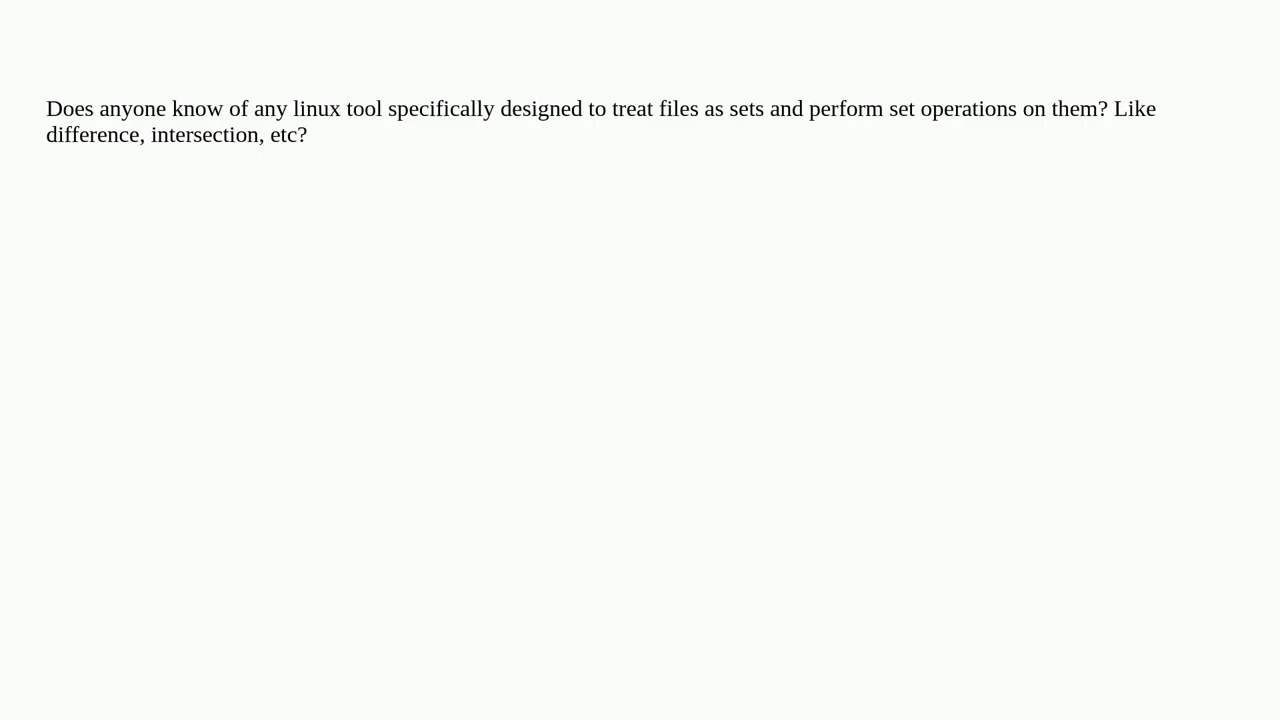 Does anyone know of any linux tool specifically designed to treat files as sets and perform set operations on them? Like
difference, intersection, etc?